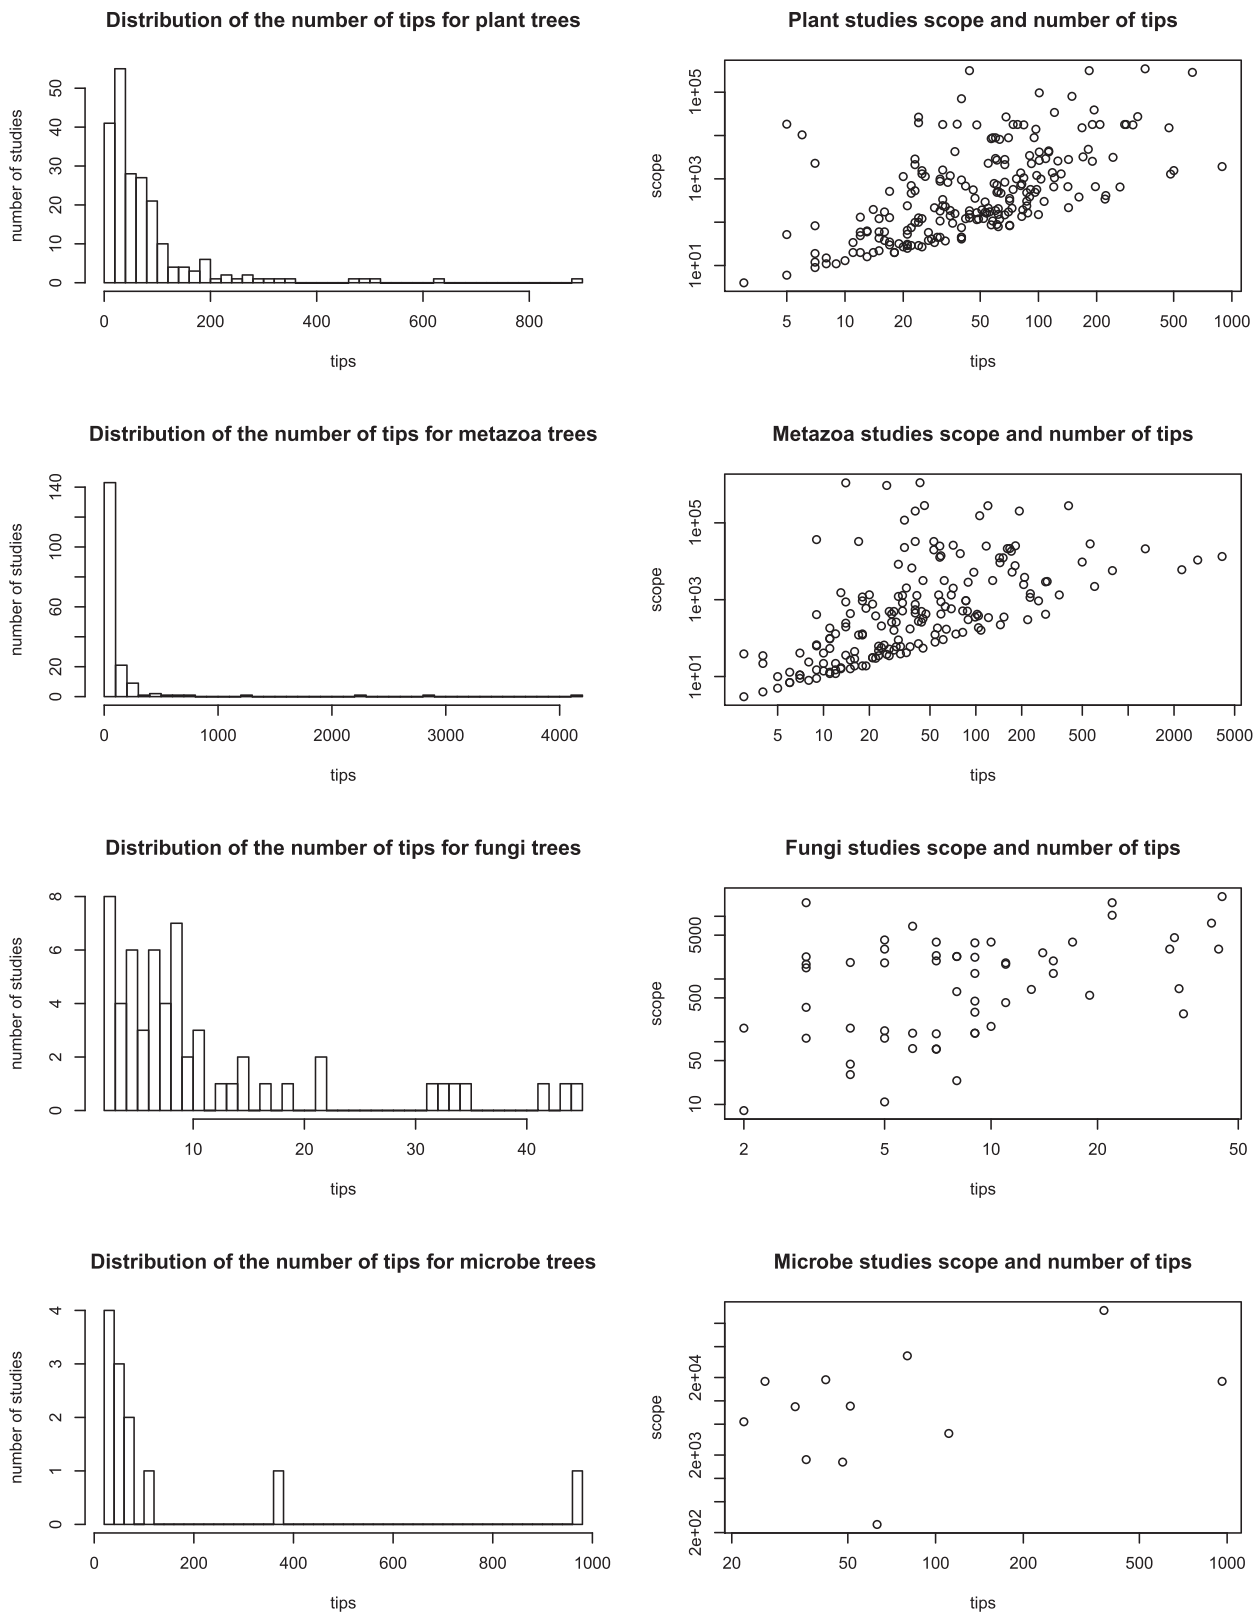 Distribution of the number of tips for plant trees
number of studies
50
40
30
20
10
0
0 200 400 600 800
tips
Plant studies scope and number of tips
scope
1e+05
1e+03
1e+01
5 10 20 50 100 200 500 1000
tips
Distribution of the number of tips for metazoa trees
number of studies
140
100
60
20
0
0 1000 2000 3000 4000
tips
Metazoa studies scope and number of tips
scope
1e+05
1e+03
1e+01
5 10 20 50 100 200 500 2000 5000
tips
Distribution of the number of tips for fungi trees
number of studies
8
6
4
2
0
10 20 30 40
tips
Fungi studies scope and number of tips
scope
5000
500
50
10
2 5 10 20 50
tips
Distribution of the number of tips for microbe trees
number of studies
4
3
2
1
0
0 200 400 600 800 1000
tips
Microbe studies scope and number of tips
scope
2e+04
2e+03
2e+02
20 50 100 200 500 1000
tips